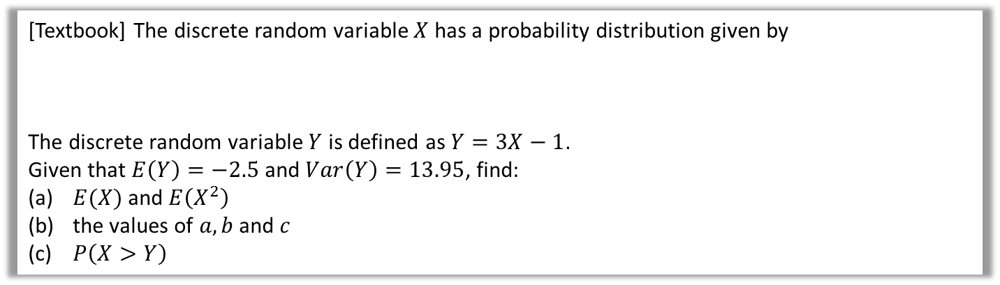 [Textbook] The discrete random variable X has a probability distribution given by
The discrete random variable Y is defined as Y = 3X − 1.
Given that E(Y) = −2.5 and Var(Y) = 13.95, find:
(a) E(X) and E(X²)
(b) the values of a, b and c
(c) P(X > Y)